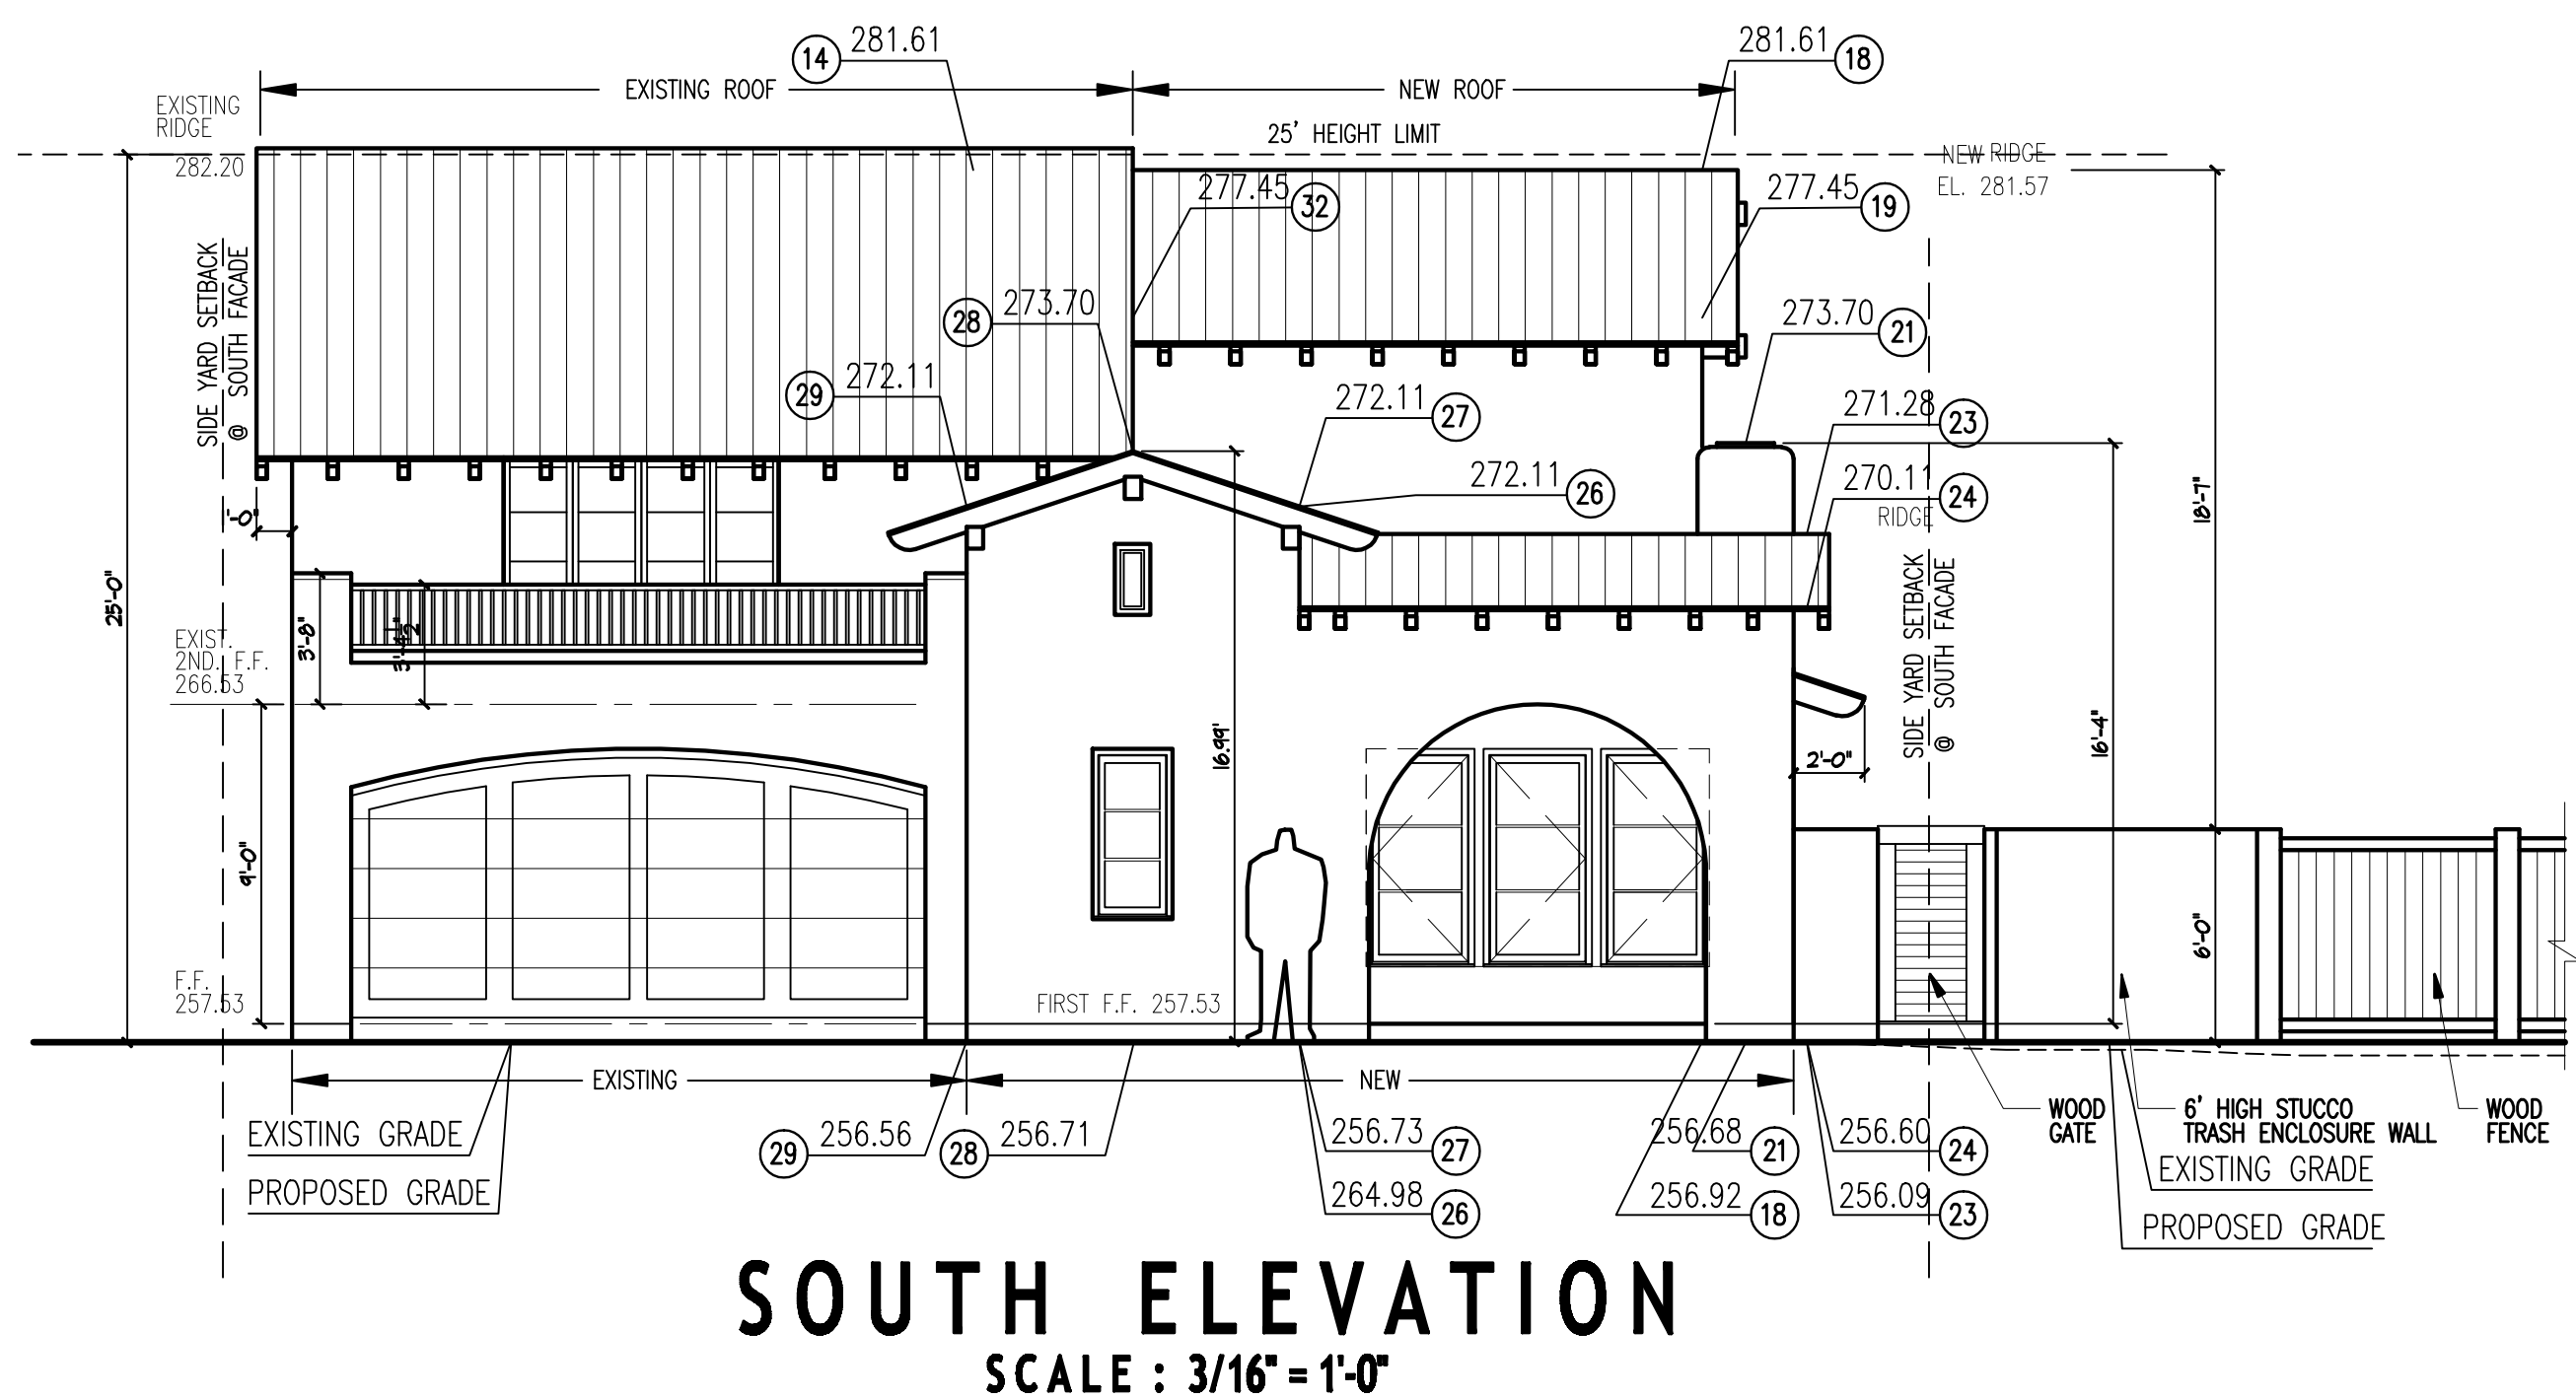 281.61
14
281.61
18
EXISTING ROOF
NEW ROOF
EXISTING
RIDGE
282.20
25' HEIGHT LIMIT
NEW RIDGE
EL. 281.57
277.45
32
277.45
19
SIDE YARD SETBACK
@ SOUTH FACADE
28
273.70
273.70
21
29
272.11
272.11
27
271.28
23
272.11
26
270.11
24
RIDGE
18'-7"
1'-0"
25'-0"
3'-8"
EXIST.
2ND. F.F.
266.53
SIDE YARD SETBACK
@ SOUTH FACADE
16.99'
16'-4"
2'-0"
9'-0"
6'-0"
F.F.
257.53
FIRST F.F. 257.53
EXISTING
NEW
EXISTING GRADE
PROPOSED GRADE
29
256.56
28
256.71
256.73
27
264.98
26
256.68
21
256.92
18
256.60
24
256.09
23
WOOD
GATE
6' HIGH STUCCO
TRASH ENCLOSURE WALL
WOOD
FENCE
EXISTING GRADE
PROPOSED GRADE
SOUTH ELEVATION
SCALE : 3/16" = 1'-0"